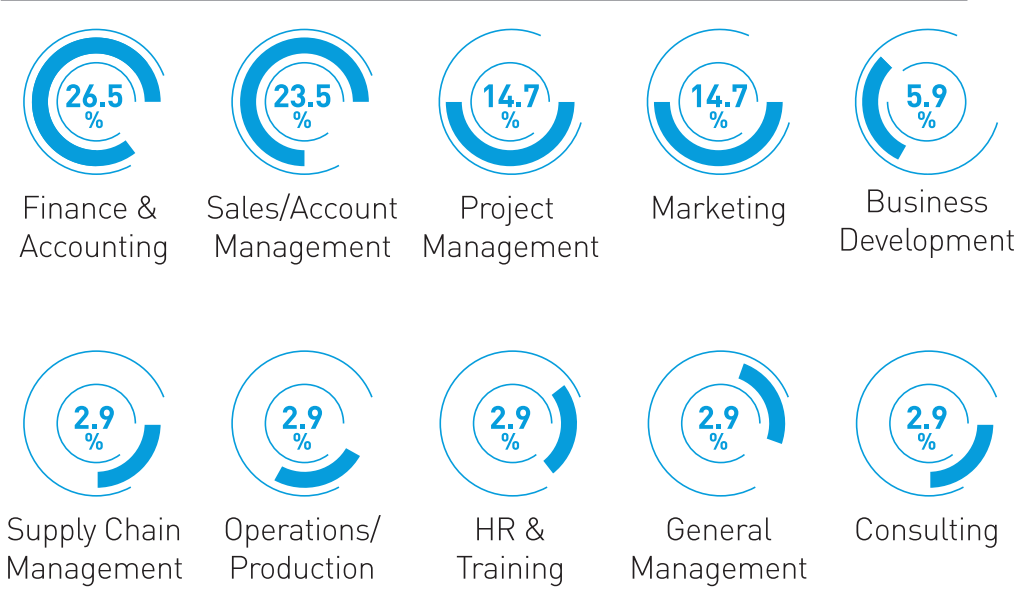 26.5
%
Finance &
Accounting
23.5
%
Sales/Account
Management
14.7
%
Project
Management
14.7
%
Marketing
5.9
%
Business
Development
2.9
%
Supply Chain
Management
2.9
%
Operations/
Production
2.9
%
HR &
Training
2.9
%
General
Management
2.9
%
Consulting